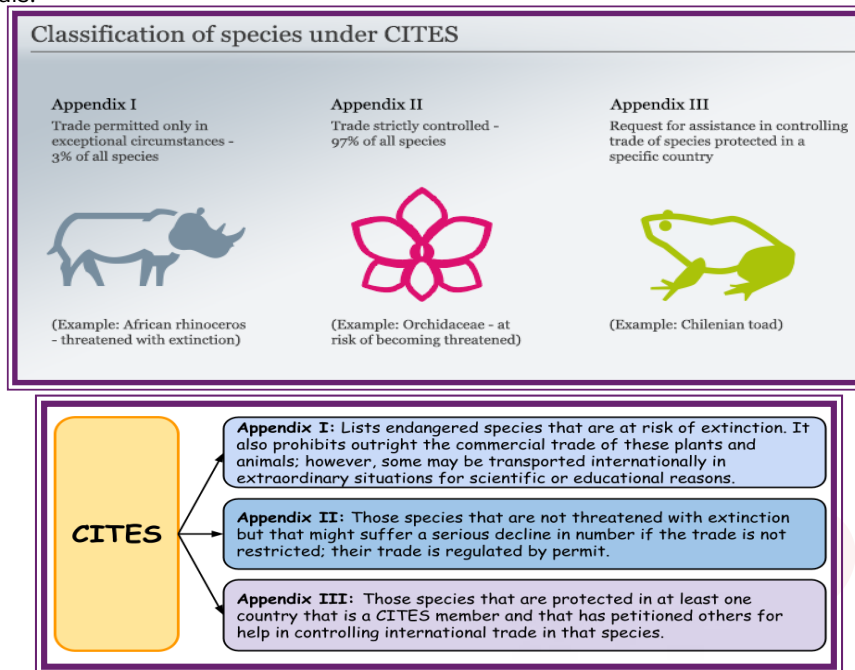 Classification of species under CITES
Appendix I
Trade permitted only in
exceptional circumstances -
3% of all species
(Example: African rhinoceros
- threatened with extinction)
Appendix II
Trade strictly controlled -
97% of all species
(Example: Orchidaceae - at
risk of becoming threatened)
Appendix III
Request for assistance in controlling
trade of species protected in a
specific country
(Example: Chilenian toad)
CITES
Appendix I: Lists endangered species that are at risk of extinction. It
also prohibits outright the commercial trade of these plants and
animals; however, some may be transported internationally in
extraordinary situations for scientific or educational reasons.
Appendix II: Those species that are not threatened with extinction
but that might suffer a serious decline in number if the trade is not
restricted; their trade is regulated by permit.
Appendix III: Those species that are protected in at least one
country that is a CITES member and that has petitioned others for
help in controlling international trade in that species.